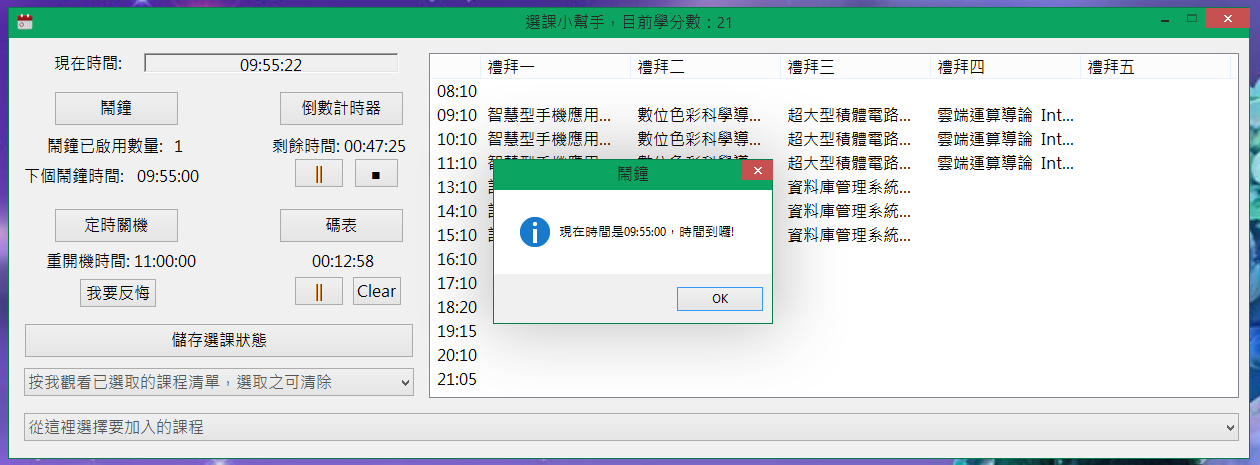 選課小幫手，目前學分數：21
現在時間: 09:55:22
鬧鐘 倒數計時器
鬧鐘已啟用數量: 1 剩餘時間: 00:47:25
下個鬧鐘時間: 09:55:00 || ■
定時關機 碼表
重開機時間: 11:00:00 00:12:58
我要反悔 || Clear
儲存選課狀態
按我觀看已選取的課程清單，選取之可清除
禮拜一 禮拜二 禮拜三 禮拜四 禮拜五
08:10
09:10 智慧型手機應用... 數位色彩科學導... 超大型積體電路... 雲端運算導論 Int...
10:10 智慧型手機應用... 數位色彩科學導... 超大型積體電路... 雲端運算導論 Int...
11:10 超大型積體電路... 雲端運算導論 Int...
13:10 資料庫管理系統...
14:10 資料庫管理系統...
15:10 資料庫管理系統...
16:10
17:10
18:20
19:15
20:10
21:05
鬧鐘
現在時間是09:55:00，時間到囉!
OK
從這裡選擇要加入的課程